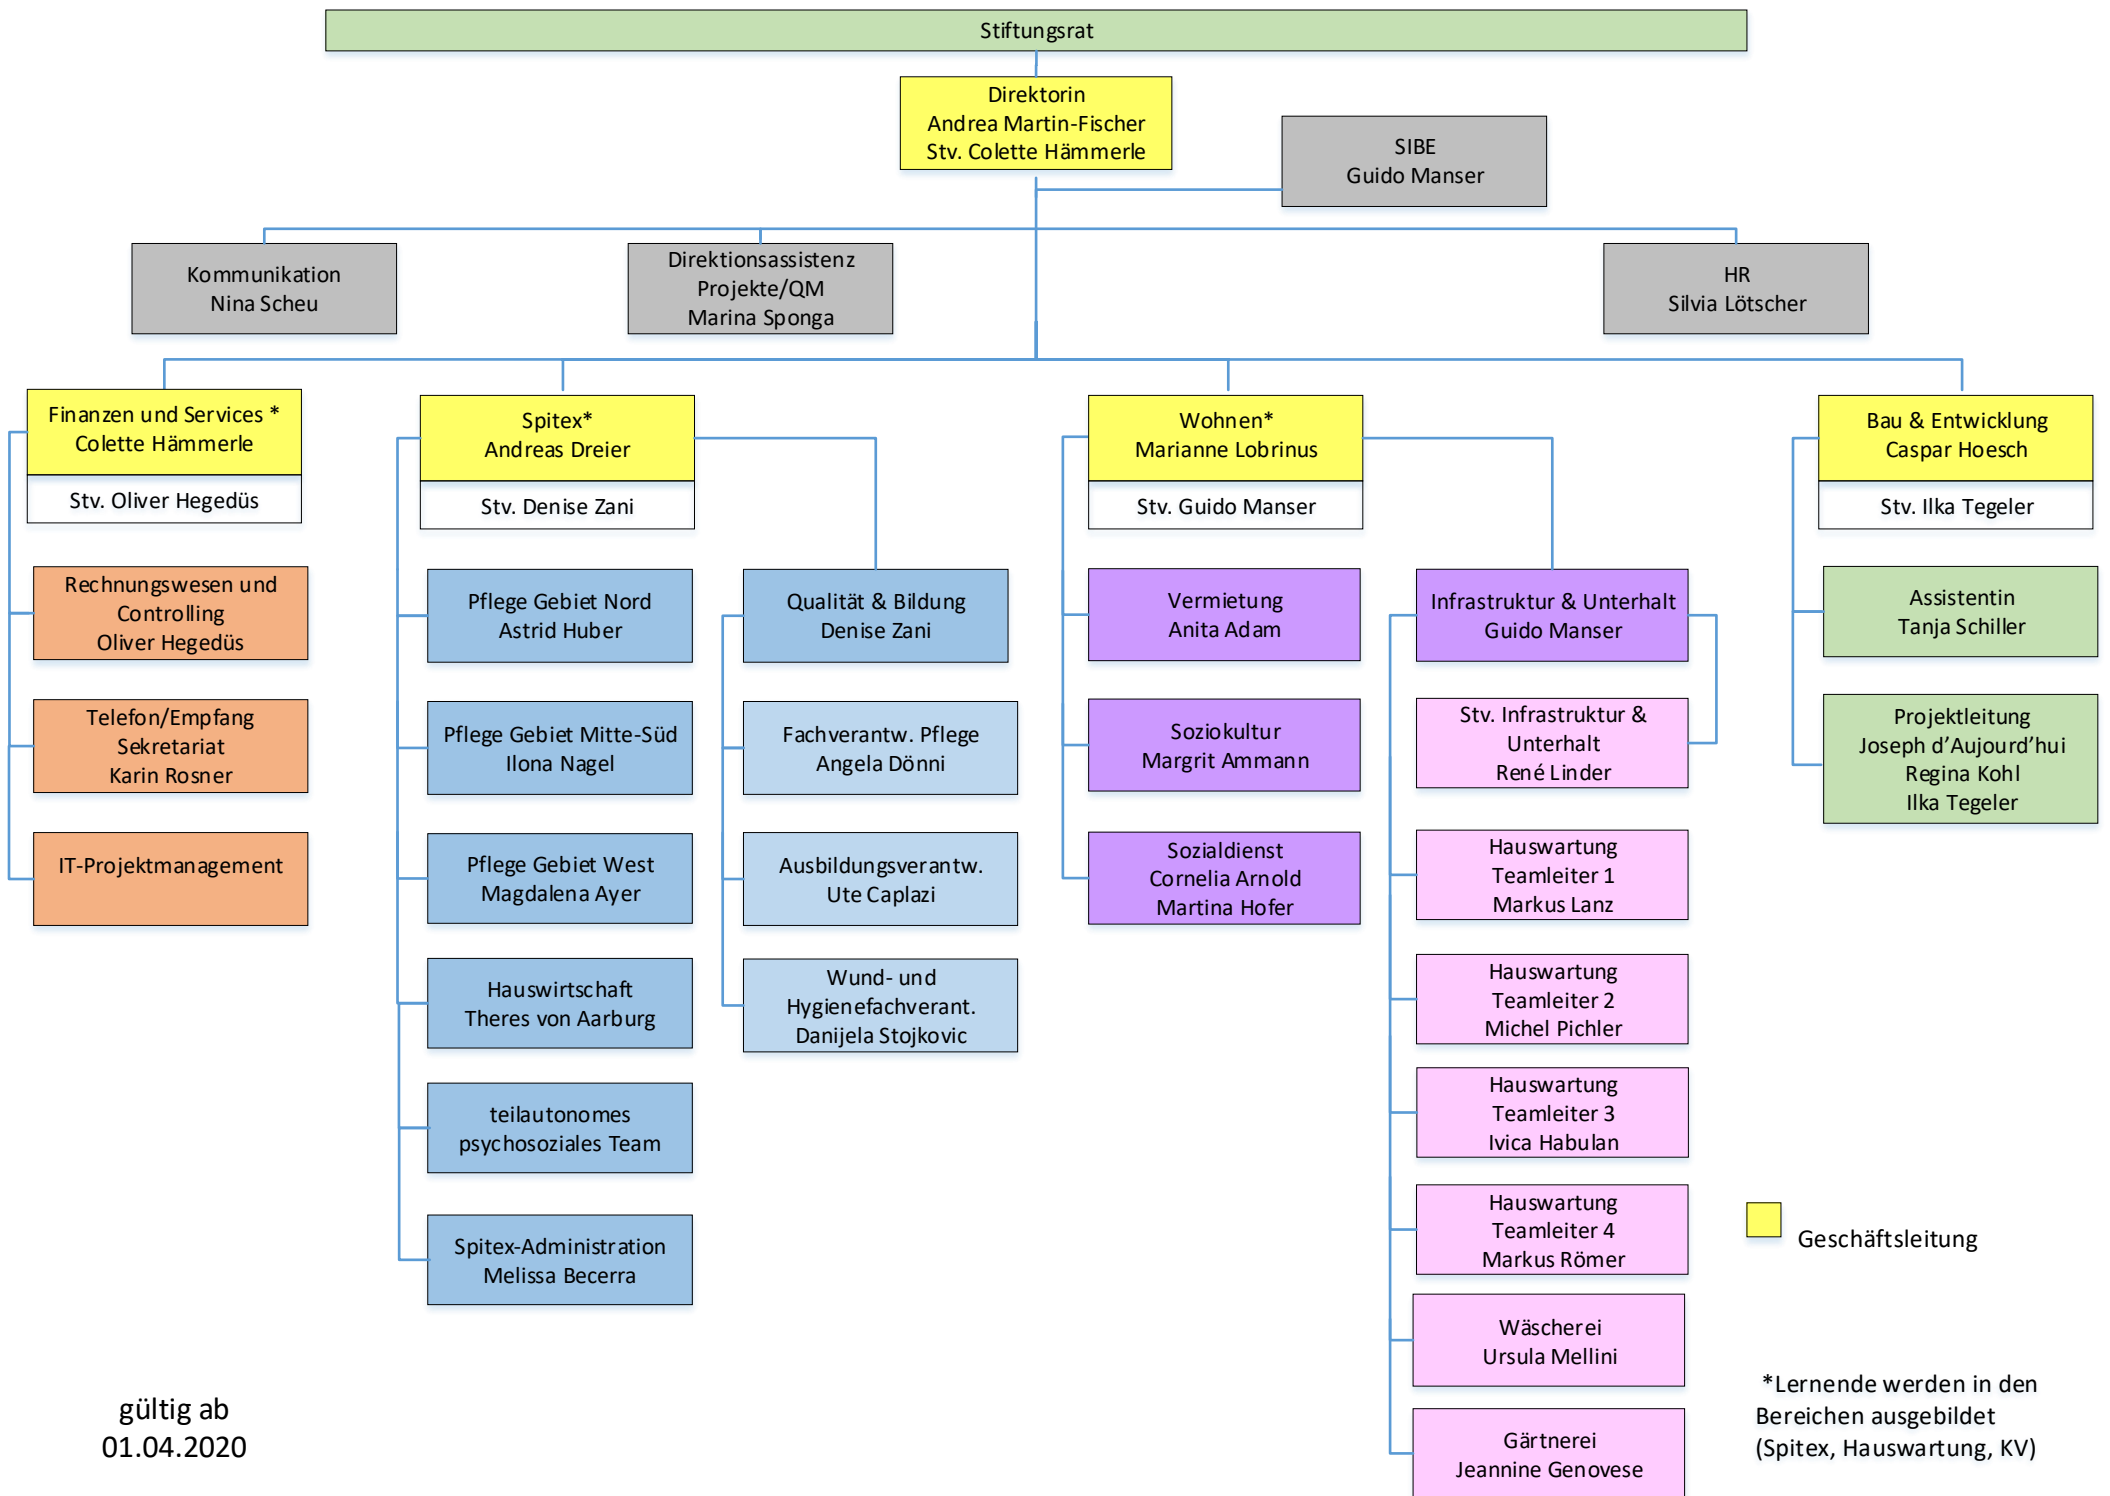 Stiftungsrat
Direktorin
Andrea Martin-Fischer
Stv. Colette Hämmerle
SIBE
Guido Manser
Kommunikation
Nina Scheu
Direktionsassistenz
Projekte/QM
Marina Sponga
HR
Silvia Lötscher
Finanzen und Services *
Colette Hämmerle
Stv. Oliver Hegedüs
Rechnungswesen und
Controlling
Oliver Hegedüs
Telefon/Empfang
Sekretariat
Karin Rosner
IT-Projektmanagement
Spitex*
Andreas Dreier
Stv. Denise Zani
Pflege Gebiet Nord
Astrid Huber
Pflege Gebiet Mitte-Süd
Ilona Nagel
Pflege Gebiet West
Magdalena Ayer
Hauswirtschaft
Theres von Aarburg
teilautonomes
psychosoziales Team
Spitex-Administration
Melissa Becerra
Qualität & Bildung
Denise Zani
Fachverantw. Pflege
Angela Dönni
Ausbildungsverantw.
Ute Caplazi
Wund- und
Hygienefachverant.
Danijela Stojkovic
Wohnen*
Marianne Lobrinus
Stv. Guido Manser
Vermietung
Anita Adam
Soziokultur
Margrit Ammann
Sozialdienst
Cornelia Arnold
Martina Hofer
Infrastruktur & Unterhalt
Guido Manser
Stv. Infrastruktur &
Unterhalt
René Linder
Hauswartung
Teamleiter 1
Markus Lanz
Hauswartung
Teamleiter 2
Michel Pichler
Hauswartung
Teamleiter 3
Ivica Habulan
Hauswartung
Teamleiter 4
Markus Römer
Wäscherei
Ursula Mellini
Gärtnerei
Jeannine Genovese
Bau & Entwicklung
Caspar Hoesch
Stv. Ilka Tegeler
Assistentin
Tanja Schiller
Projektleitung
Joseph d’Aujourd’hui
Regina Kohl
Ilka Tegeler
Geschäftsleitung
*Lernende werden in den
Bereichen ausgebildet
(Spitex, Hauswartung, KV)
gültig ab
01.04.2020